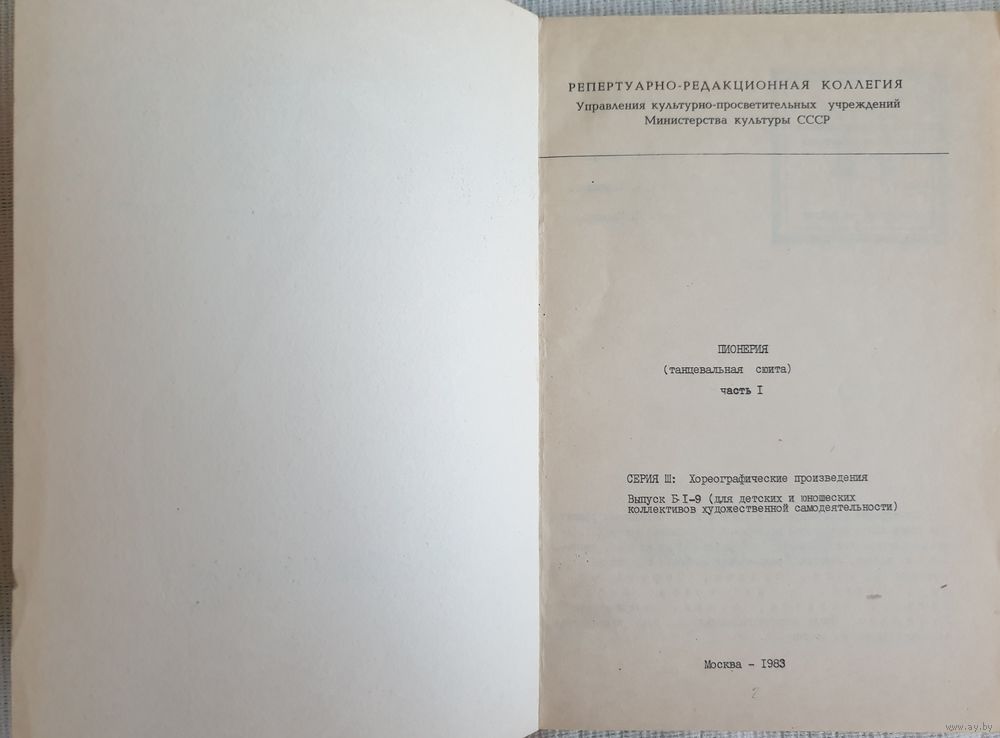 РЕПЕРТУАРНО-РЕДАКЦИОННАЯ КОЛЛЕГИЯ
Управления культурно-просветительных учреждений
Министерства культуры СССР
ПИОНЕРИЯ
(танцевальная сюита)
часть I
СЕРИЯ Ш: Хореографические произведения
Выпуск Б-I-9 (для детских и юношеских
коллективов художественной самодеятельности)
Москва - 1983
2
www.ay.by